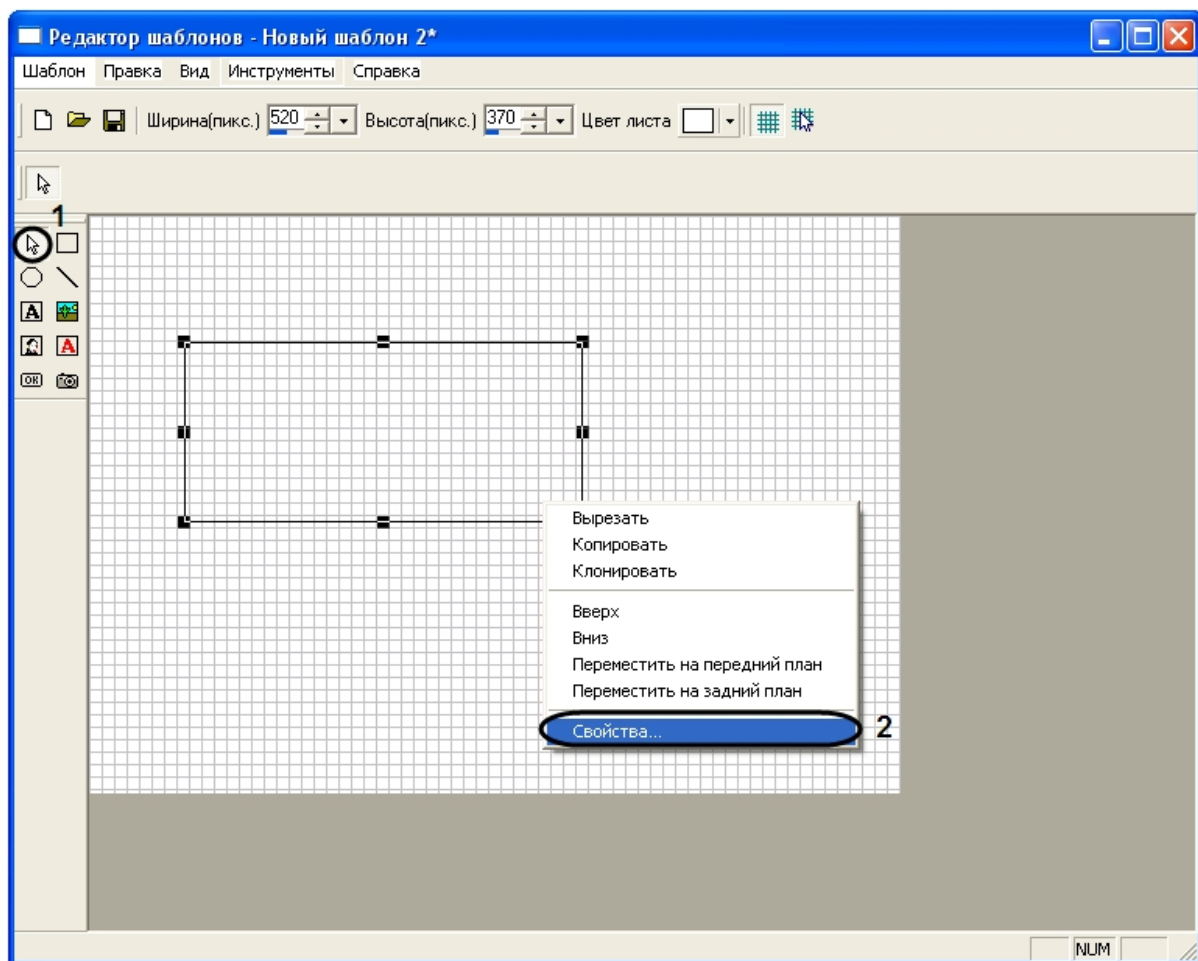 Редактор шаблонов - Новый шаблон 2*
Шаблон Правка Вид Инструменты Справка
Ширина(пикс.) 520 Высота(пикс.) 370 Цвет листа
1
A
A
OK
Вырезать
Копировать
Клонировать
Вверх
Вниз
Переместить на передний план
Переместить на задний план
Свойства... 2
NUM